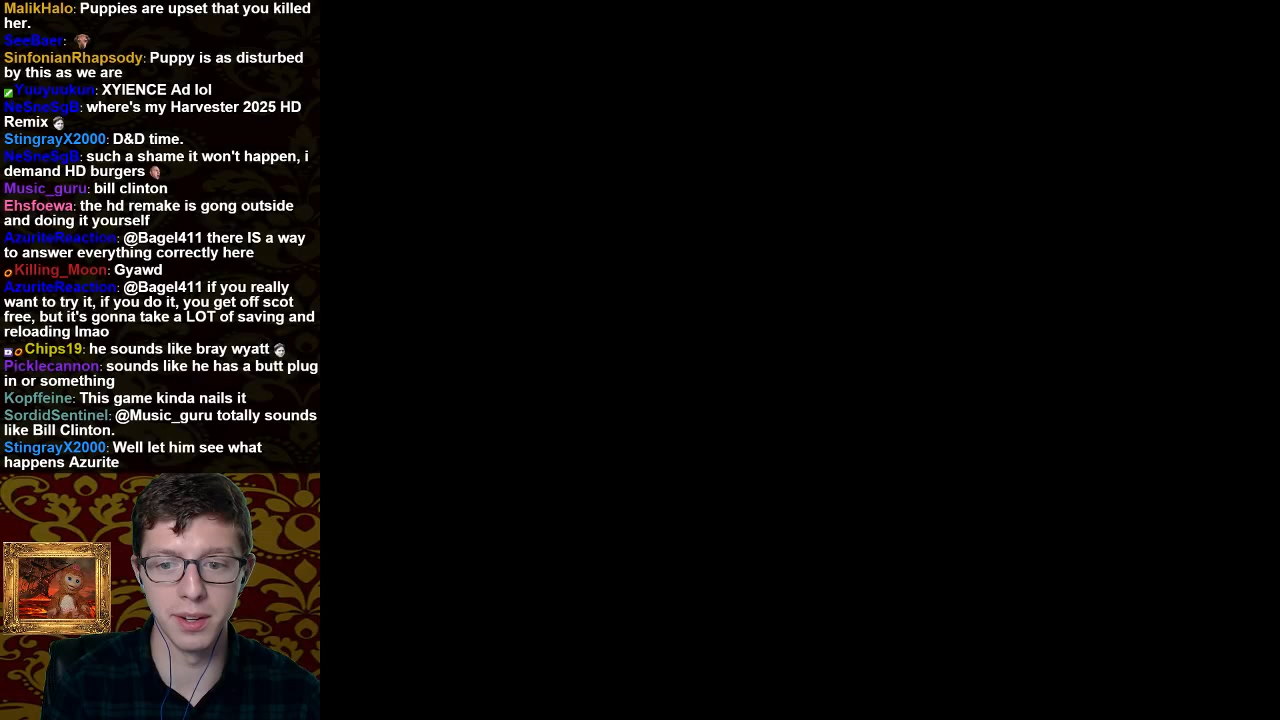 MalikHalo: Puppies are upset that you killed
her.
SeeBaer:
SinfonianRhapsody: Puppy is as disturbed
by this as we are
Yuuyuukun: XYIENCE Ad lol
NeSneSgB: where's my Harvester 2025 HD
Remix
StingrayX2000: D&D time.
NeSneSgB: such a shame it won't happen, i
demand HD burgers
Music_guru: bill clinton
Ehsfoewa: the hd remake is gong outside
and doing it yourself
AzuriteReaction: @Bagel411 there IS a way
to answer everything correctly here
Killing_Moon: Gyawd
AzuriteReaction: @Bagel411 if you really
want to try it, if you do it, you get off scot
free, but it's gonna take a LOT of saving and
reloading lmao
Chips19: he sounds like bray wyatt
Picklecannon: sounds like he has a butt plug
in or something
Kopffeine: This game kinda nails it
SordidSentinel: @Music_guru totally sounds
like Bill Clinton.
StingrayX2000: Well let him see what
happens Azurite